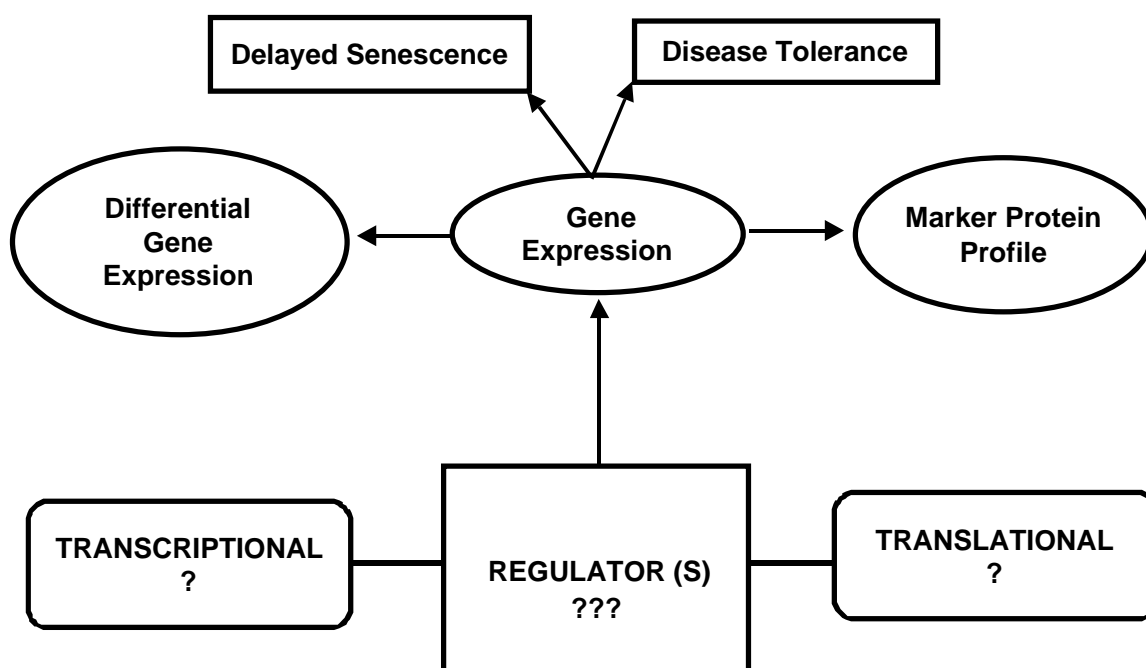 Delayed Senescence
Disease Tolerance
Differential
Gene
Expression
Gene
Expression
Marker Protein
Profile
TRANSCRIPTIONAL
?
REGULATOR (S)
???
TRANSLATIONAL
?